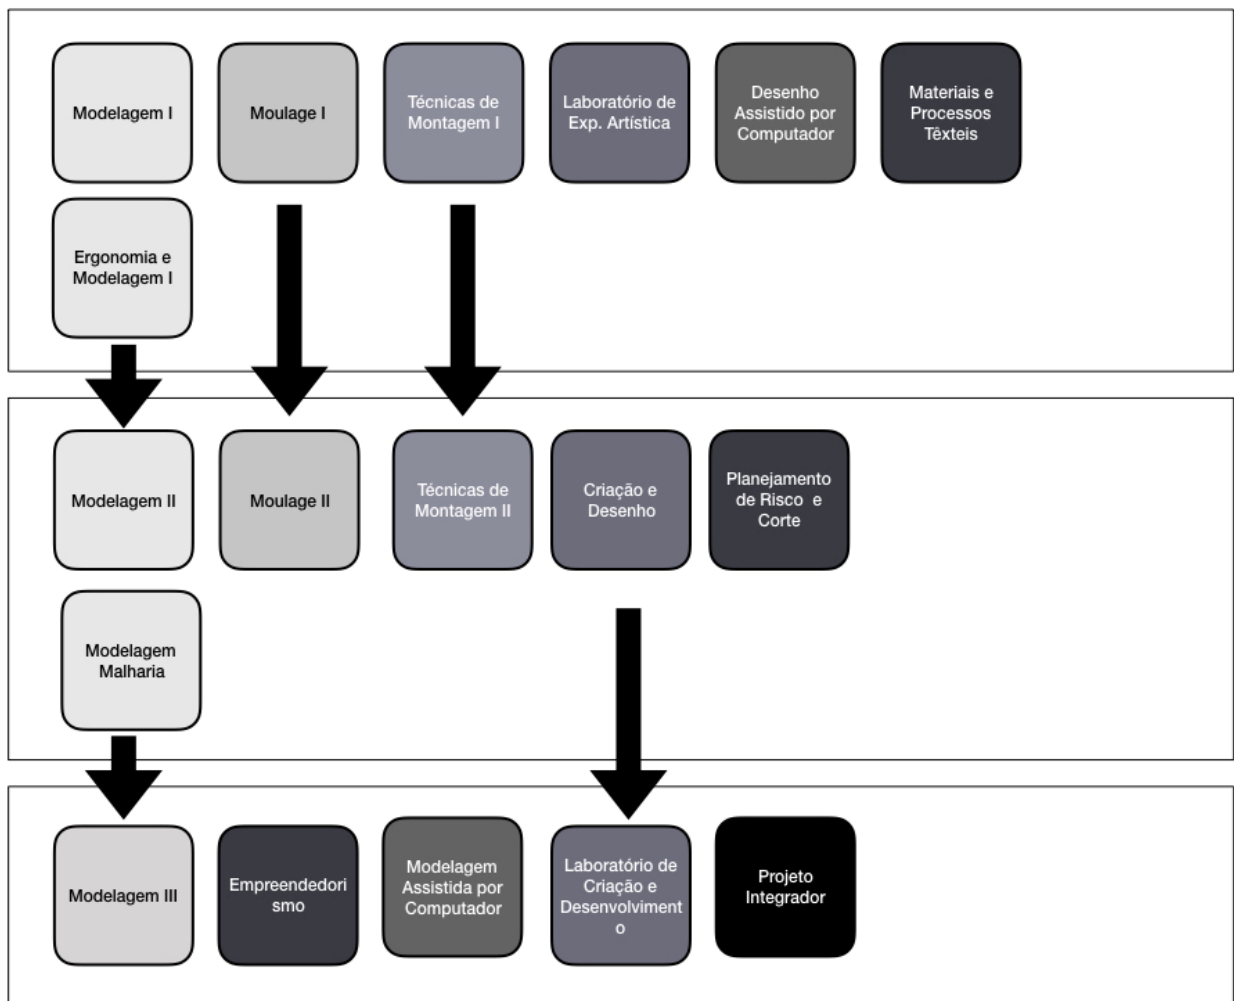 Modelagem I
Moulage I
Técnicas de
Montagem I
Laboratório de
Exp. Artística
Desenho
Assistido por
Computador
Materiais e
Processos
Têxteis
Ergonomia e
Modelagem I
Modelagem II
Moulage II
Técnicas de
Montagem II
Criação e
Desenho
Planejamento
de Risco e
Corte
Modelagem
Malharia
Modelagem III
Empreendedori
smo
Modelagem
Assistida por
Computador
Laboratório de
Criação e
Desenvolviment
o
Projeto
Integrador